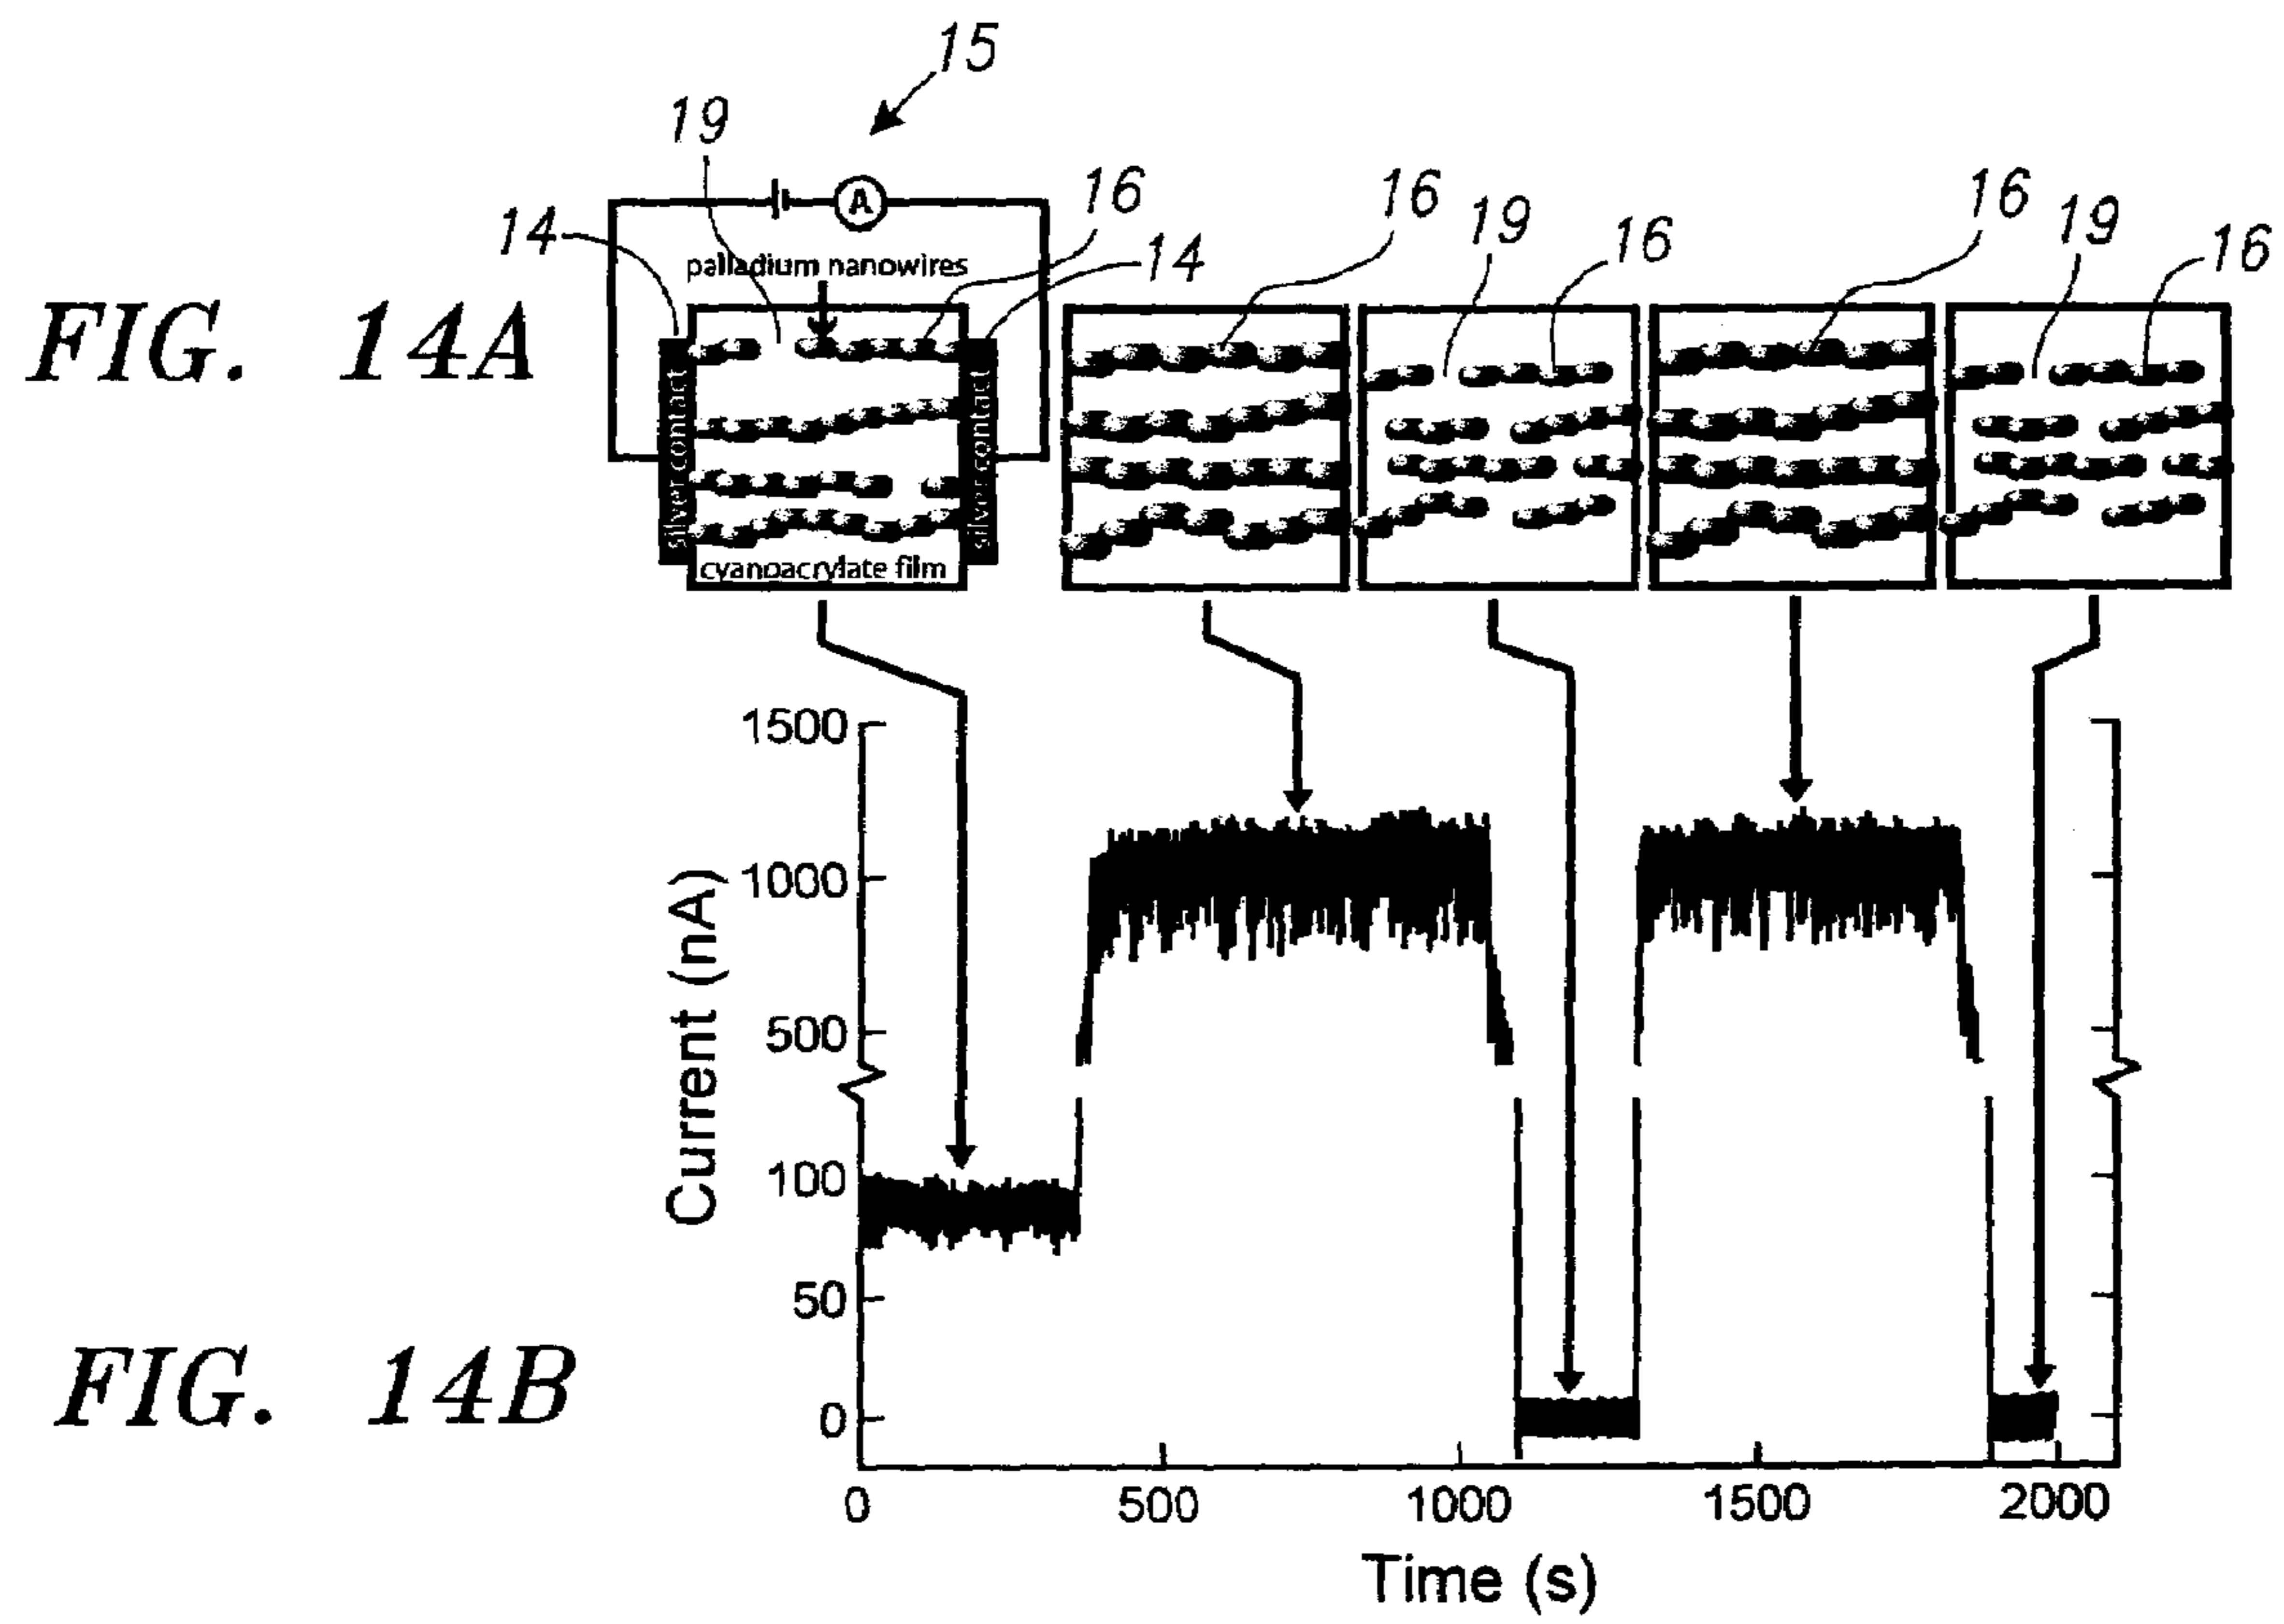 15
19
16
16
19
16
16
19
16
14
14
palladium nanowires
FIG. 14A
silver contact
silver contact
cyanoacrylate film
1500
1000
500
100
50
0
Current (nA)
FIG. 14B
0 500 1000 1500 2000
Time (s)